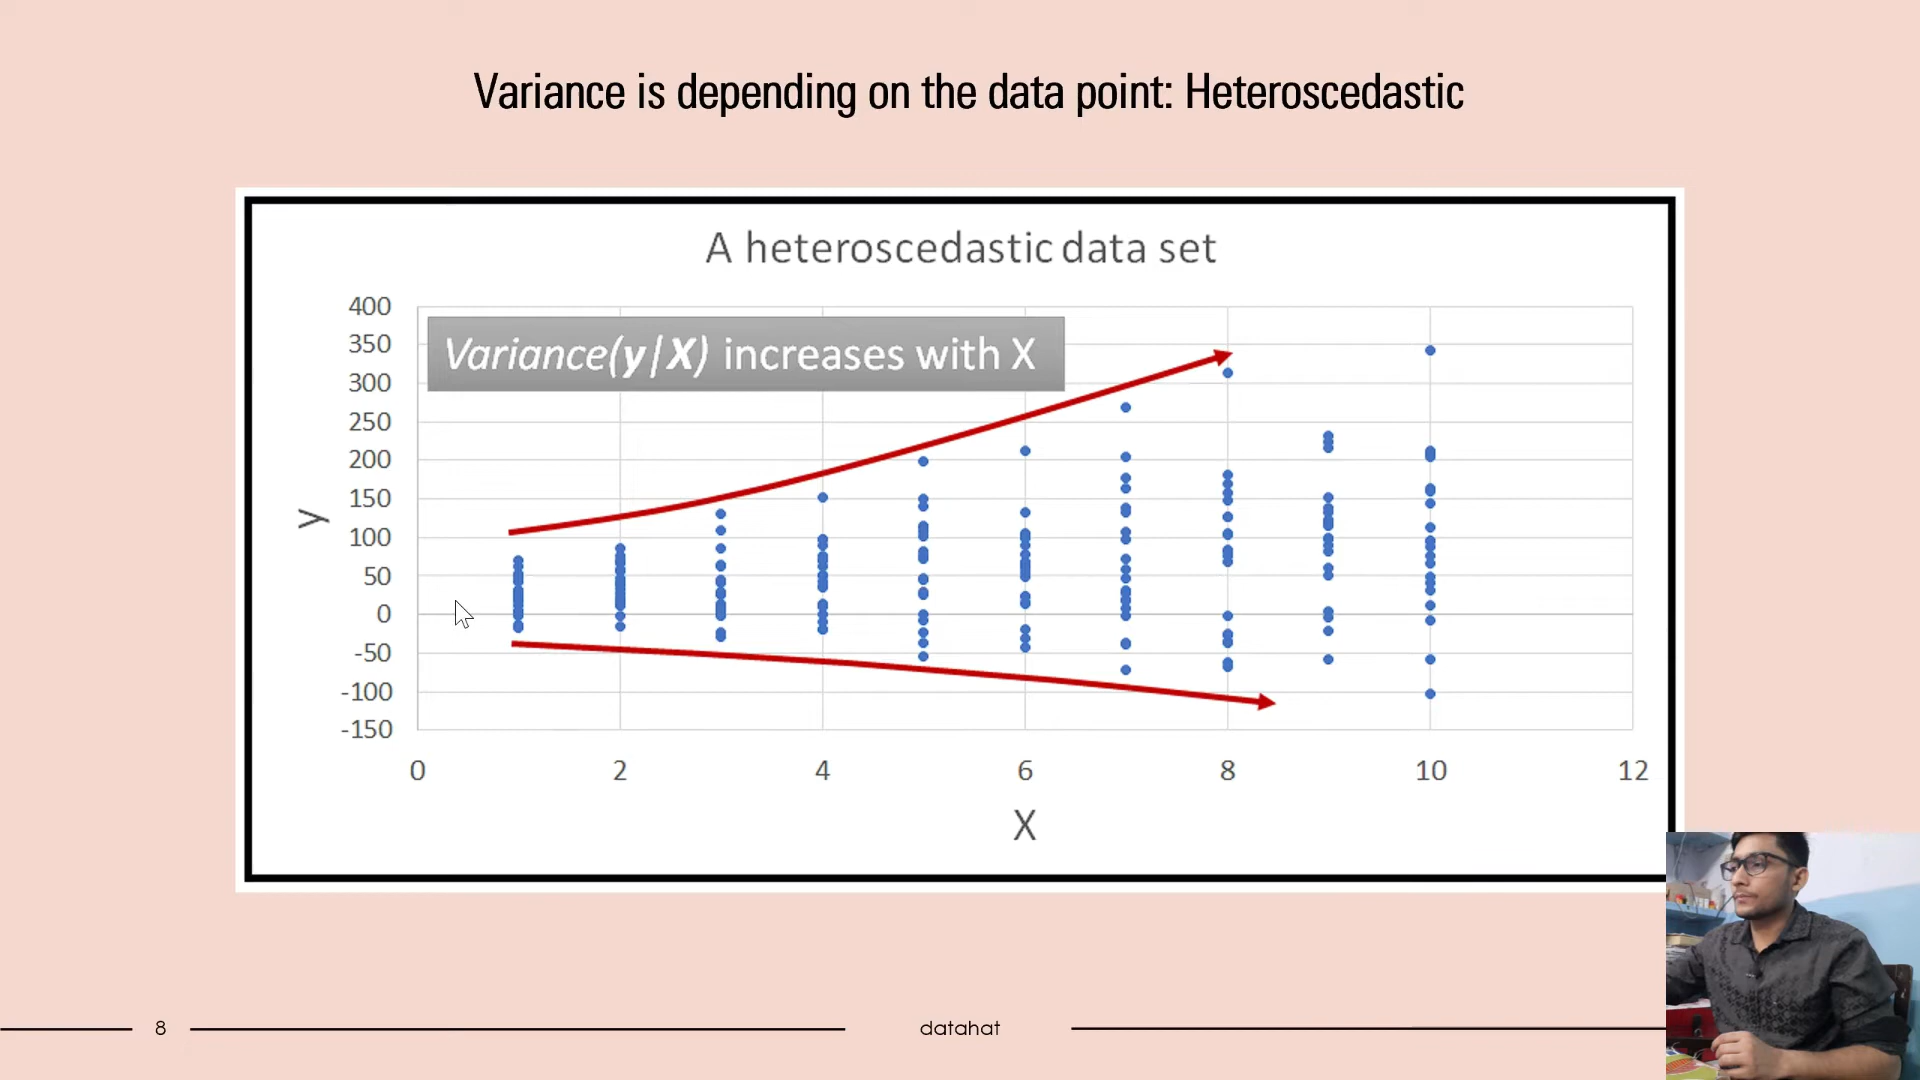 Variance is depending on the data point: Heteroscedastic
A heteroscedastic data set
Variance(y|X) increases with X
400
350
300
250
200
150
100
50
0
-50
-100
-150
y
0 2 4 6 8 10 12
X
8
datahat